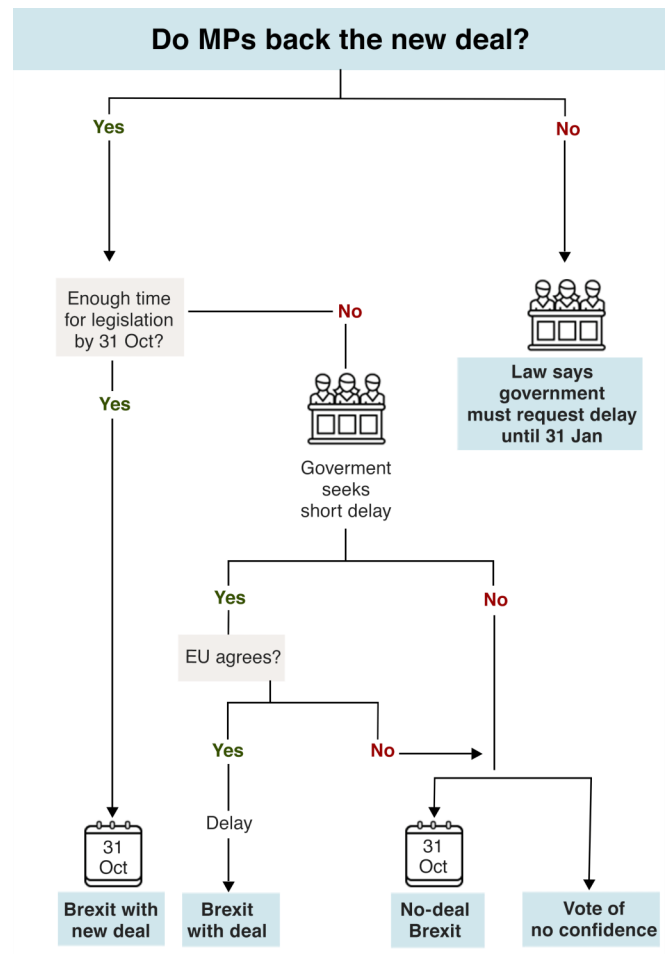 Do MPs back the new deal?
Yes
No
Enough time
for legislation
by 31 Oct?
No
Law says
government
must request delay
until 31 Jan
Yes
Goverment
seeks
short delay
Yes
No
EU agrees?
Yes
No
Delay
31
Oct
31
Oct
Brexit with
new deal
Brexit
with deal
No-deal
Brexit
Vote of
no confidence